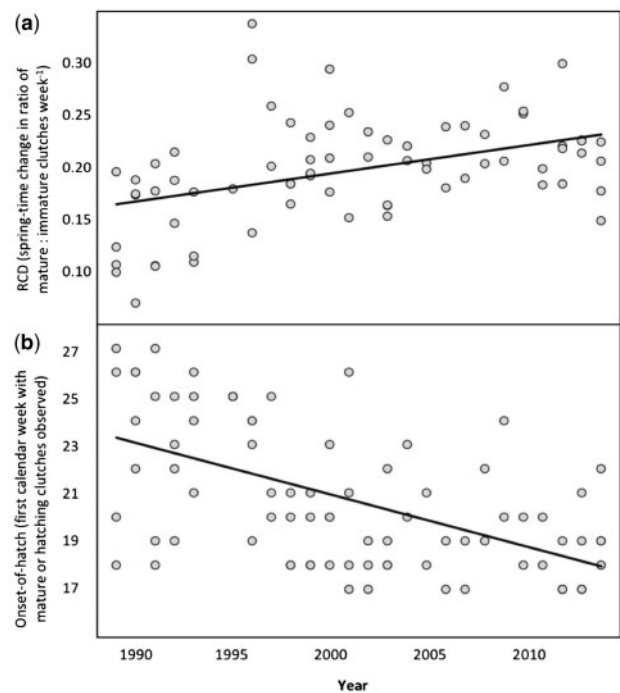 (a)
RCD (spring-time change in ratio of
mature : immature clutches week⁻¹)
0.30
0.25
0.20
0.15
0.10
(b)
Onset-of-hatch (first calendar week with
mature or hatching clutches observed)
27
25
23
21
19
17
1990 1995 2000 2005 2010
Year